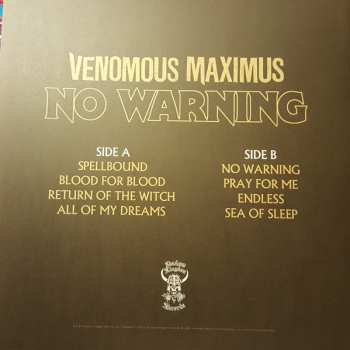 VENOMOUS MAXIMUS
NO WARNING
SIDE A
SPELLBOUND
BLOOD FOR BLOOD
RETURN OF THE WITCH
ALL OF MY DREAMS
SIDE B
NO WARNING
PRAY FOR ME
ENDLESS
SEA OF SLEEP
Records